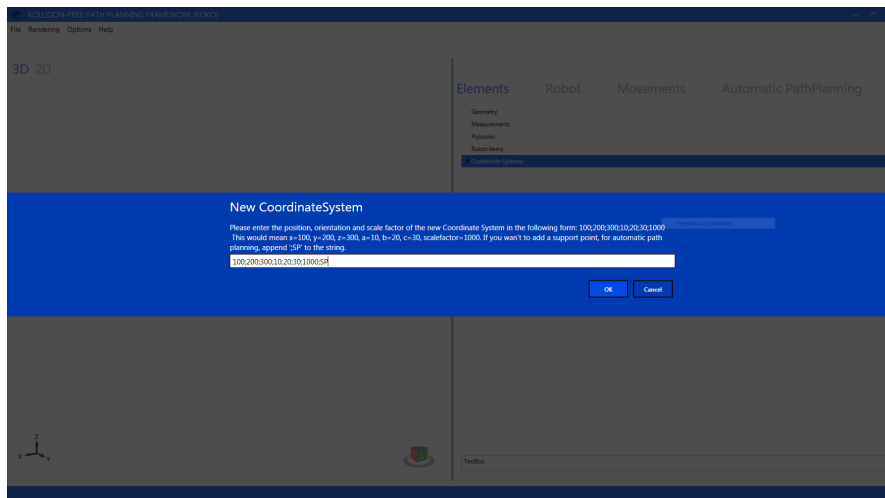 KOLLISION-FREE PATH PLANNING FRAMEWORK (KOKO)
File Rendering Options Help
3D 2D
Elements Robot Movements Automatic PathPlanning
Geometry
Measurements
Plybooks
Robot Items
Coordinate Systems
New CoordinateSystem
Please enter the position, orientation and scale factor of the new Coordinate System in the following form: 100;200;300;10;20;30;1000
This would mean x=100, y=200, z=300, a=10, b=20, c=30, scalefactor=1000. If you wan't to add a support point, for automatic path
planning, append ';SP' to the string.
100;200;300;10;20;30;1000;SP
OK Cancel
Z
X Y
TextBox